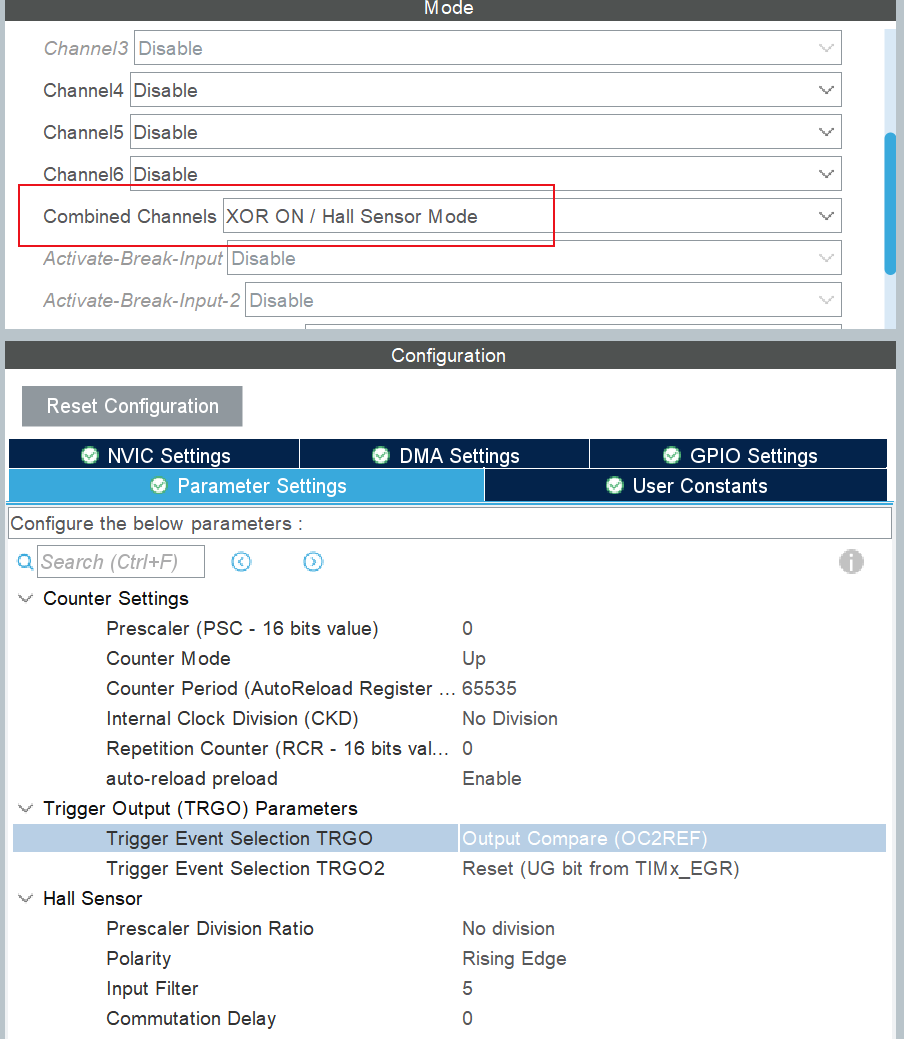 Mode
Channel3 Disable
Channel4 Disable
Channel5 Disable
Channel6 Disable
Combined Channels XOR ON / Hall Sensor Mode
Activate-Break-Input Disable
Activate-Break-Input-2 Disable
Configuration
Reset Configuration
NVIC Settings DMA Settings GPIO Settings
Parameter Settings User Constants
Configure the below parameters :
Search (Ctrl+F)
Counter Settings
Prescaler (PSC - 16 bits value) 0
Counter Mode Up
Counter Period (AutoReload Register ... 65535
Internal Clock Division (CKD) No Division
Repetition Counter (RCR - 16 bits val... 0
auto-reload preload Enable
Trigger Output (TRGO) Parameters
Trigger Event Selection TRGO Output Compare (OC2REF)
Trigger Event Selection TRGO2 Reset (UG bit from TIMx_EGR)
Hall Sensor
Prescaler Division Ratio No division
Polarity Rising Edge
Input Filter 5
Commutation Delay 0